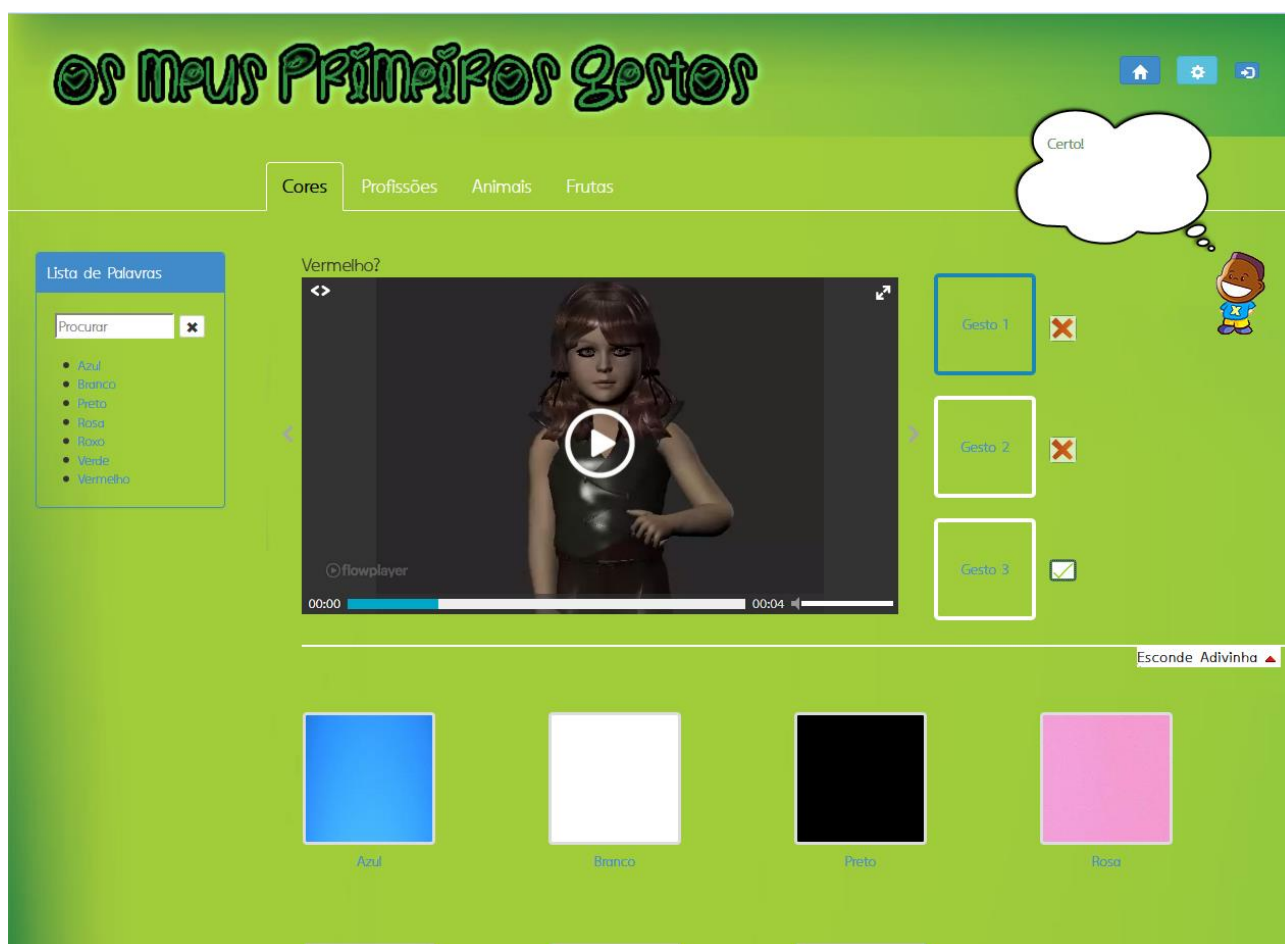 os meus Primeiros gestos
Certo!
Cores Profissões Animais Frutas
Lista de Palavras
Procurar
Azul
Branco
Preto
Rosa
Roxo
Verde
Vermelho
Vermelho?
flowplayer
00:00 00:04
Gesto 1
Gesto 2
Gesto 3
Esconde Adivinha
Azul Branco Preto Rosa